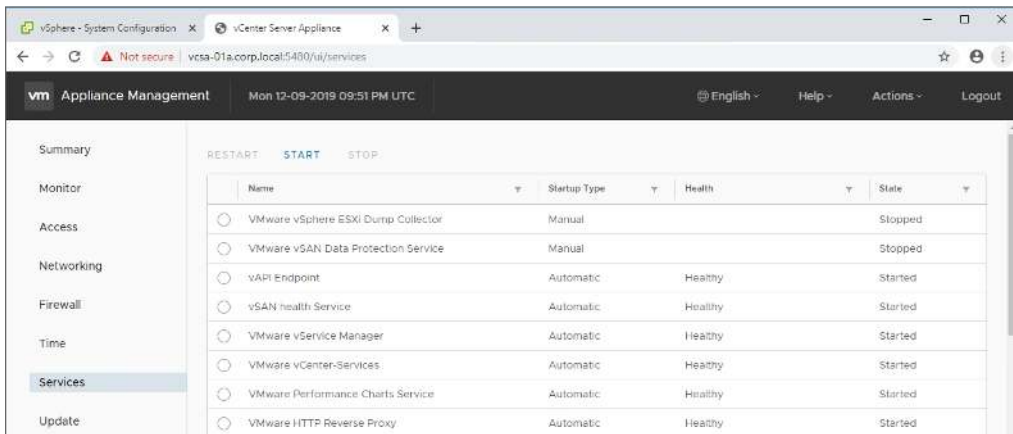 vSphere - System Configuration
vCenter Server Appliance
Not secure | vcsa-01a.corp.local:5480/ui/services
vm Appliance Management Mon 12-09-2019 09:51 PM UTC English Help Actions Logout
Summary
Monitor
Access
Networking
Firewall
Time
Services
Update
RESTART START STOP
Name Startup Type Health State
VMware vSphere ESXi Dump Collector Manual Stopped
VMware vSAN Data Protection Service Manual Stopped
vAPI Endpoint Automatic Healthy Started
vSAN health Service Automatic Healthy Started
VMware vService Manager Automatic Healthy Started
VMware vCenter-Services Automatic Healthy Started
VMware Performance Charts Service Automatic Healthy Started
VMware HTTP Reverse Proxy Automatic Healthy Started